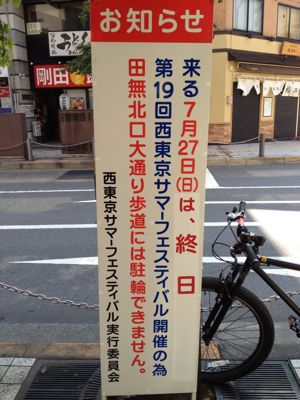 お知らせ
来る7月27日(日)は、終日
第19回西東京サマーフェスティバル開催の為
田無北口大通り歩道には駐輪できません。
西東京サマーフェスティバル実行委員会
剛田